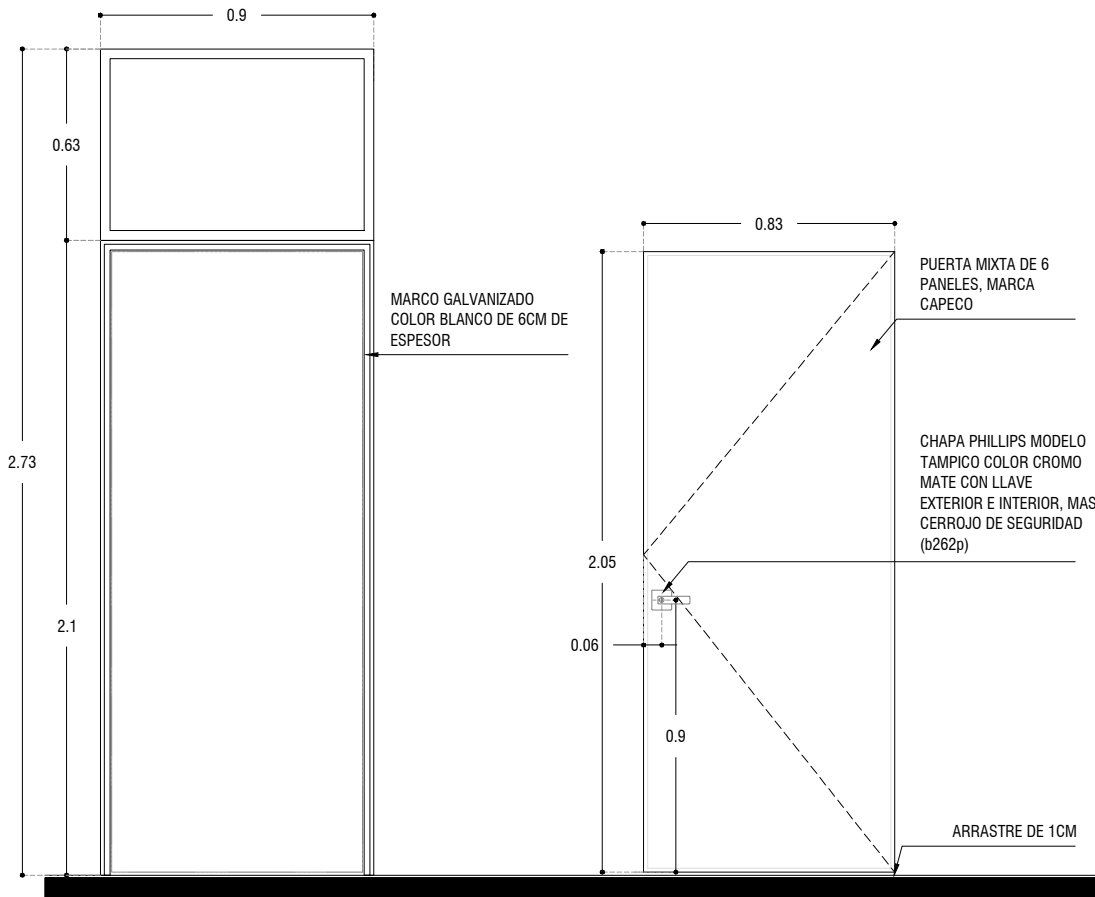 0.9
0.63
2.73
2.1
MARCO GALVANIZADO
COLOR BLANCO DE 6CM DE
ESPESOR
0.83
2.05
0.06
0.9
PUERTA MIXTA DE 6
PANELES, MARCA
CAPECO
CHAPA PHILLIPS MODELO
TAMPICO COLOR CROMO
MATE CON LLAVE
EXTERIOR E INTERIOR, MAS
CERROJO DE SEGURIDAD
(b262p)
ARRASTRE DE 1CM